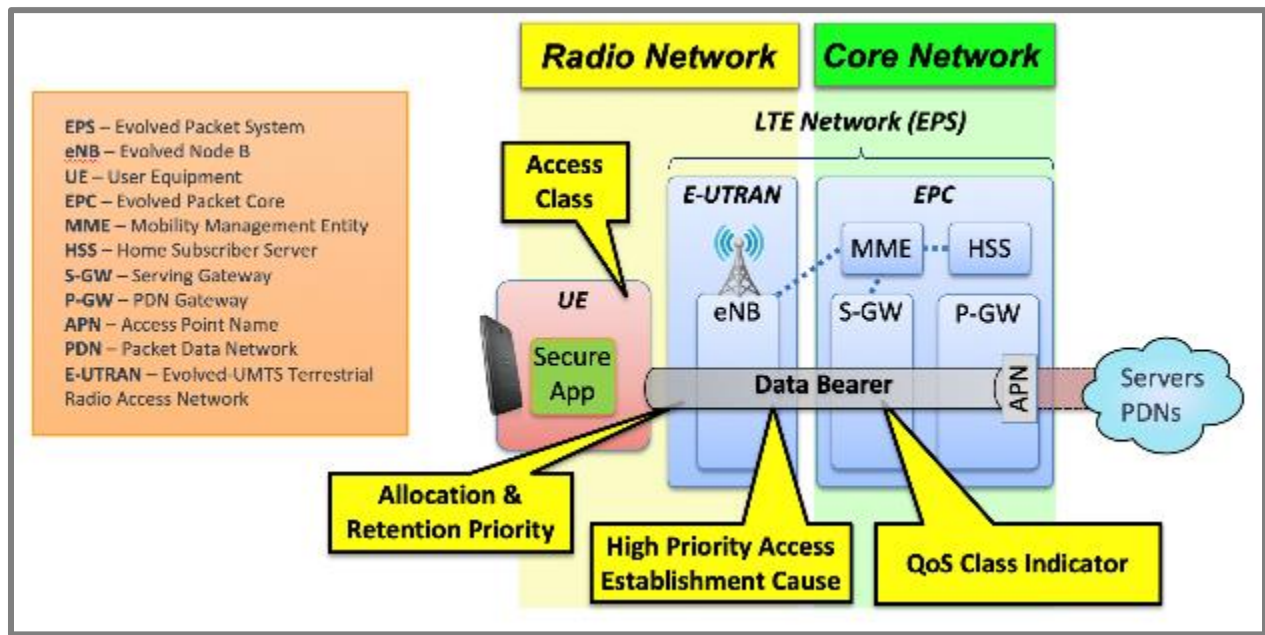 Radio Network
Core Network
LTE Network (EPS)
EPS – Evolved Packet System
eNB – Evolved Node B
UE – User Equipment
EPC – Evolved Packet Core
MME – Mobility Management Entity
HSS – Home Subscriber Server
S-GW – Serving Gateway
P-GW – PDN Gateway
APN – Access Point Name
PDN – Packet Data Network
E-UTRAN – Evolved-UMTS Terrestrial
Radio Access Network
Access
Class
E-UTRAN
EPC
MME
HSS
UE
eNB
S-GW
P-GW
Secure
App
Data Bearer
APN
Servers
PDNs
Allocation &
Retention Priority
High Priority Access
Establishment Cause
QoS Class Indicator